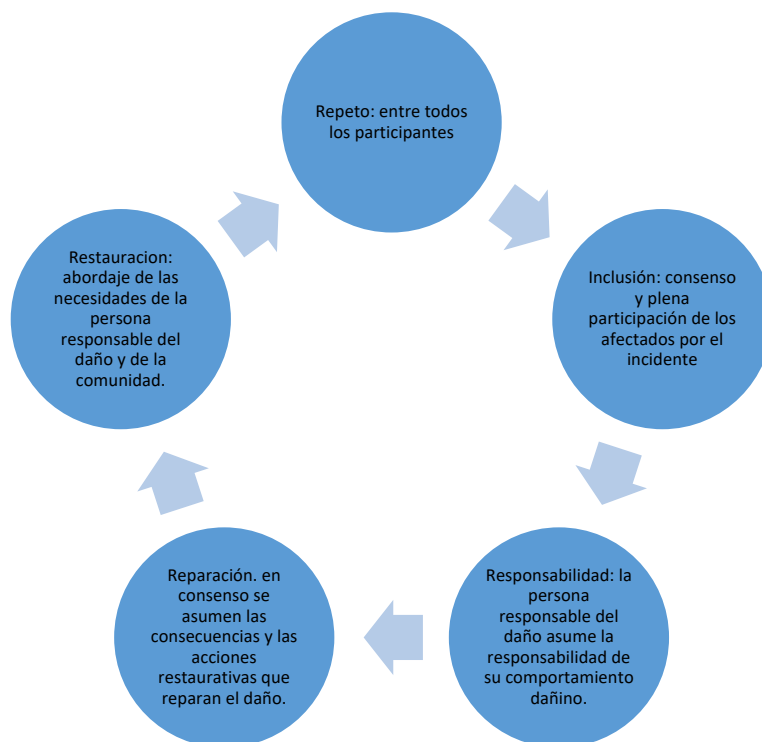 Repeto: entre todos
los participantes
Inclusión: consenso
y plena
participación de los
afectados por el
incidente
Responsabilidad: la
persona
responsable del
daño asume la
responsabilidad de
su comportamiento
dañino.
Reparación. en
consenso se
asumen las
consecuencias y las
acciones
restaurativas que
reparan el daño.
Restauracion:
abordaje de las
necesidades de la
persona
responsable del
daño y de la
comunidad.